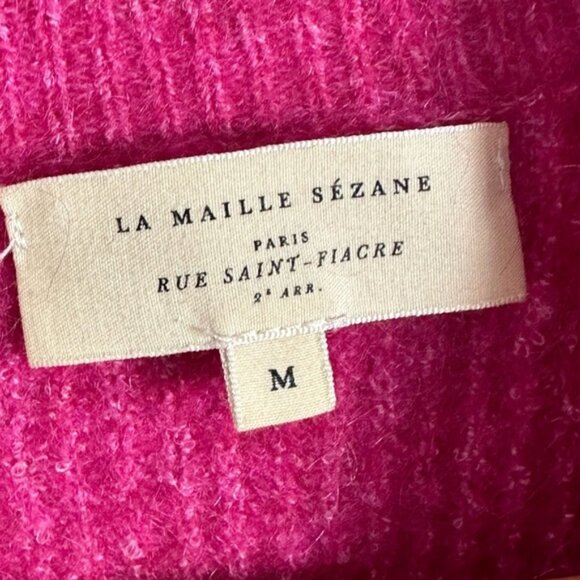 LA MAILLE SÉZANE
PARIS
RUE SAINT-FIACRE
2E ARR.
M